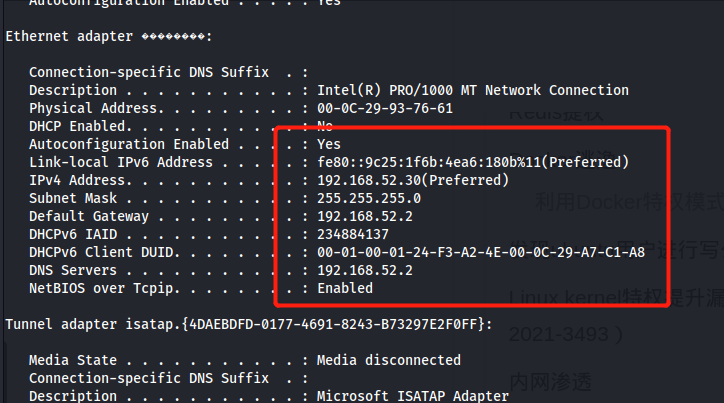 Autoconfiguration Enabled . . . . : Yes
Ethernet adapter ���������:
Connection-specific DNS Suffix  . :
Description . . . . . . . . . . . : Intel(R) PRO/1000 MT Network Connection
Physical Address. . . . . . . . . : 00-0C-29-93-76-61
Redis提权
DHCP Enabled. . . . . . . . . . . : No
Autoconfiguration Enabled . . . . : Yes
Link-local IPv6 Address . . . . . : fe80::9c25:1f6b:4ea6:180b%11(Preferred)
IPv4 Address. . . . . . . . . . . : 192.168.52.30(Preferred)
Subnet Mask . . . . . . . . . . . : 255.255.255.0
利用Docker特权模式
Default Gateway . . . . . . . . . : 192.168.52.2
DHCPv6 IAID . . . . . . . . . . . : 234884137
DHCPv6 Client DUID. . . . . . . . : 00-01-00-01-24-F3-A2-4E-00-0C-29-A7-C1-A8
户进行写
DNS Servers . . . . . . . . . . . : 192.168.52.2
NetBIOS over Tcpip. . . . . . . . : Enabled
Linux kernel特权提升漏
Tunnel adapter isatap.{4DAEBDFD-0177-4691-8243-B73297E2F0FF}:
2021-3493 ）
Media State . . . . . . . . . . . : Media disconnected
Connection-specific DNS Suffix  . :
内网渗透
Description . . . . . . . . . . . : Microsoft ISATAP Adapter